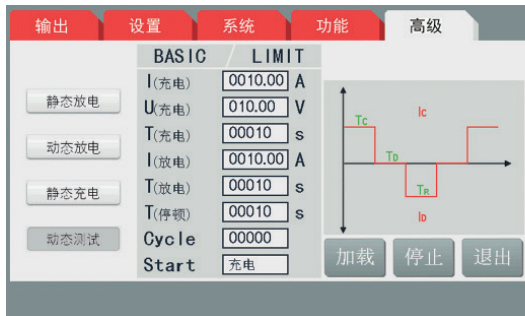 输出 设置 系统 功能 高级
BASIC / LIMIT
静态放电
动态放电
静态充电
动态测试
I(充电) 0010.00 A
U(充电) 010.00 V
T(充电) 00010 s
I(放电) 0010.00 A
T(放电) 00010 s
T(停顿) 00010 s
Cycle 00000
Start 充电
Tc Ic
TD
TR
ID
加载 停止 退出